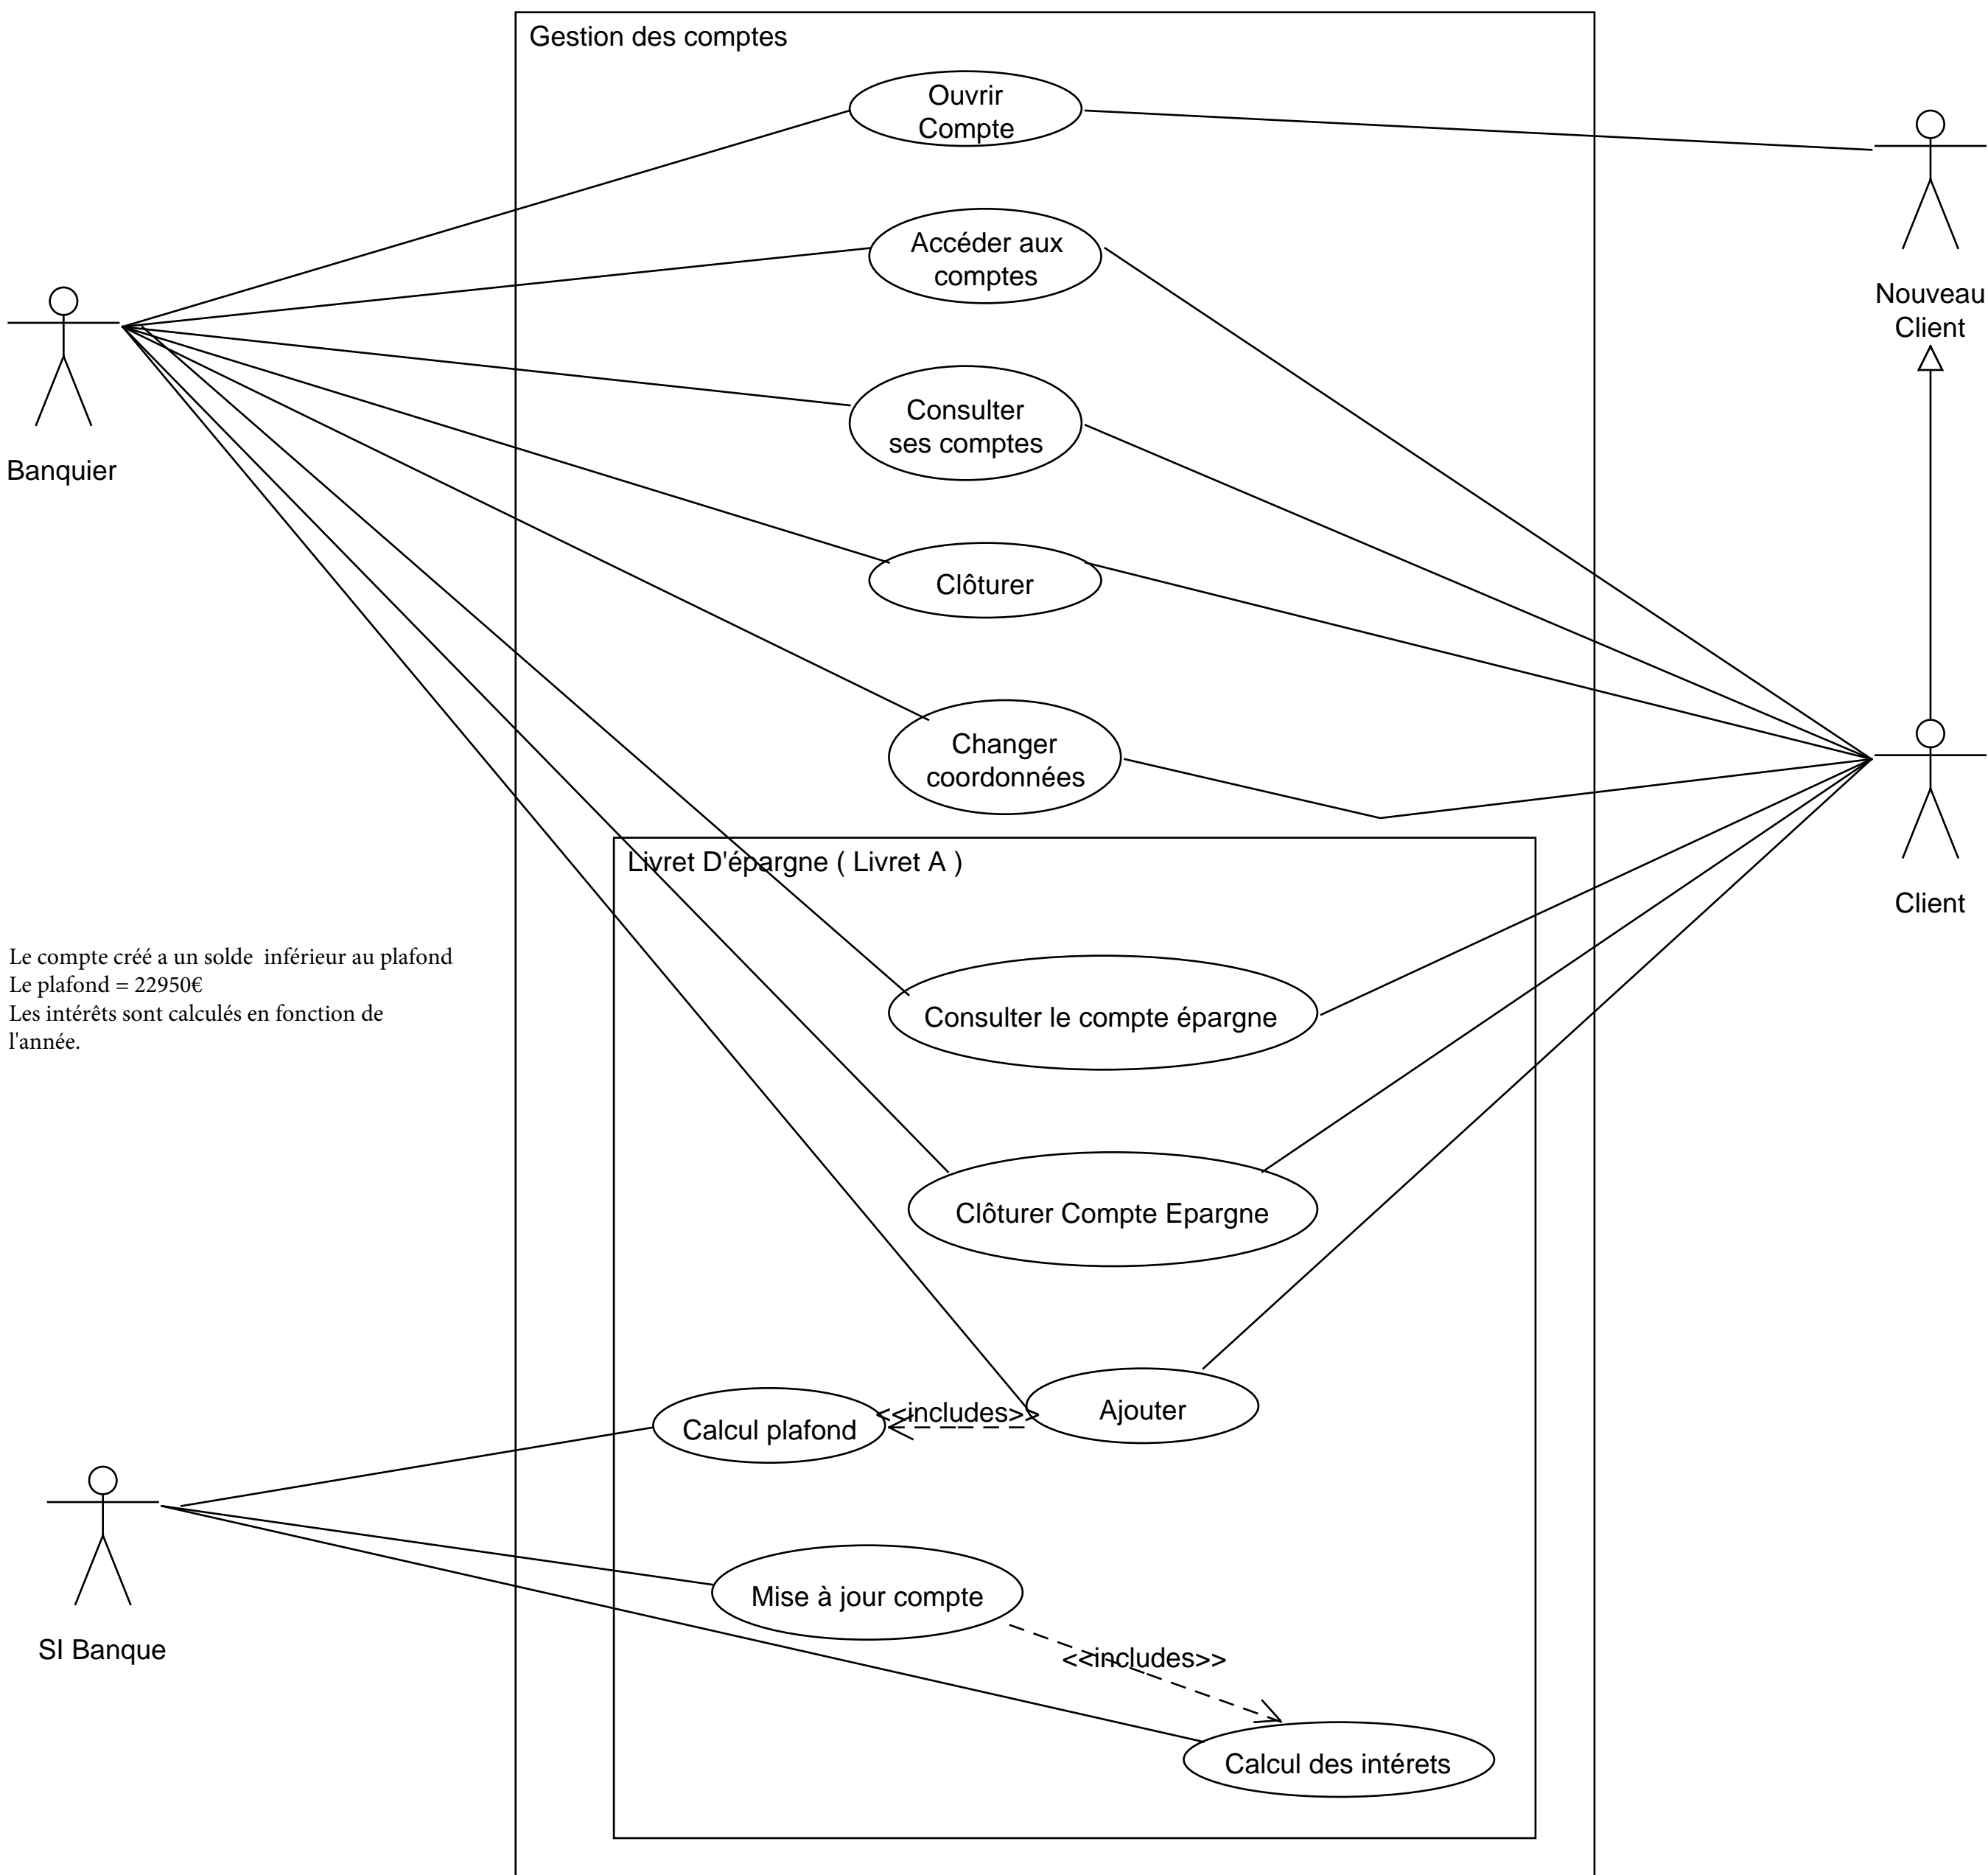 Gestion des comptes
Ouvrir
Compte
Accéder aux
comptes
Nouveau
Client
Consulter
ses comptes
Banquier
Clôturer
Changer
coordonnées
Livret D'épargne ( Livret A )
Client
Le compte créé a un solde  inférieur au plafond
Le plafond = 22950€
Les intérêts sont calculés en fonction de
l'année.
Consulter le compte épargne
Clôturer Compte Epargne
<<includes>>
Ajouter
Calcul plafond
Mise à jour compte
SI Banque
<<includes>>
Calcul des intérets